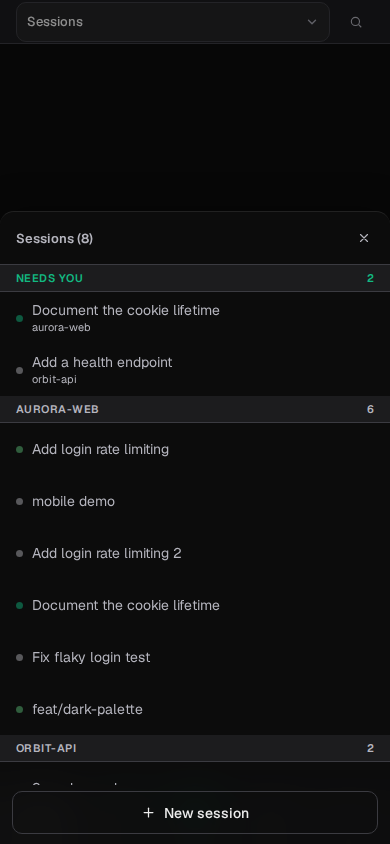 Sessions
Sessions (8)
NEEDS YOU 2
Document the cookie lifetime
aurora-web
Add a health endpoint
orbit-api
AURORA-WEB 6
Add login rate limiting
mobile demo
Add login rate limiting 2
Document the cookie lifetime
Fix flaky login test
feat/dark-palette
ORBIT-API 2
+ New session